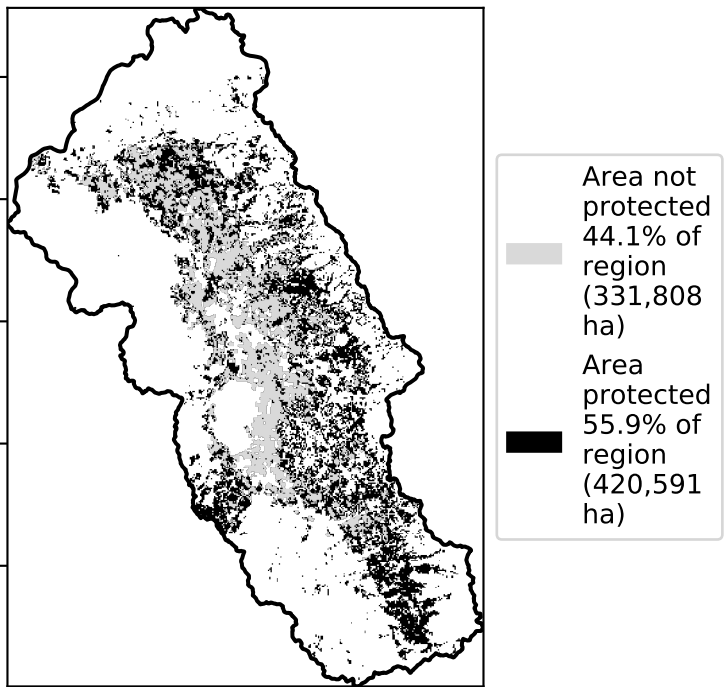 Area not
protected
44.1% of
region
(331,808
ha)
Area
protected
55.9% of
region
(420,591
ha)